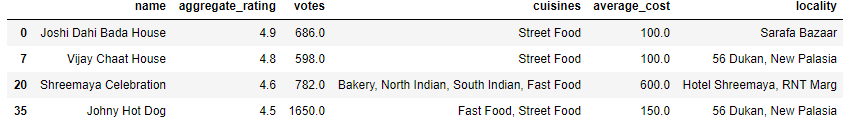 name aggregate_rating votes cuisines average_cost locality
0 Joshi Dahi Bada House 4.9 686.0 Street Food 100.0 Sarafa Bazaar
7 Vijay Chaat House 4.8 598.0 Street Food 100.0 56 Dukan, New Palasia
20 Shreemaya Celebration 4.6 782.0 Bakery, North Indian, South Indian, Fast Food 600.0 Hotel Shreemaya, RNT Marg
35 Johny Hot Dog 4.5 1650.0 Fast Food, Street Food 150.0 56 Dukan, New Palasia